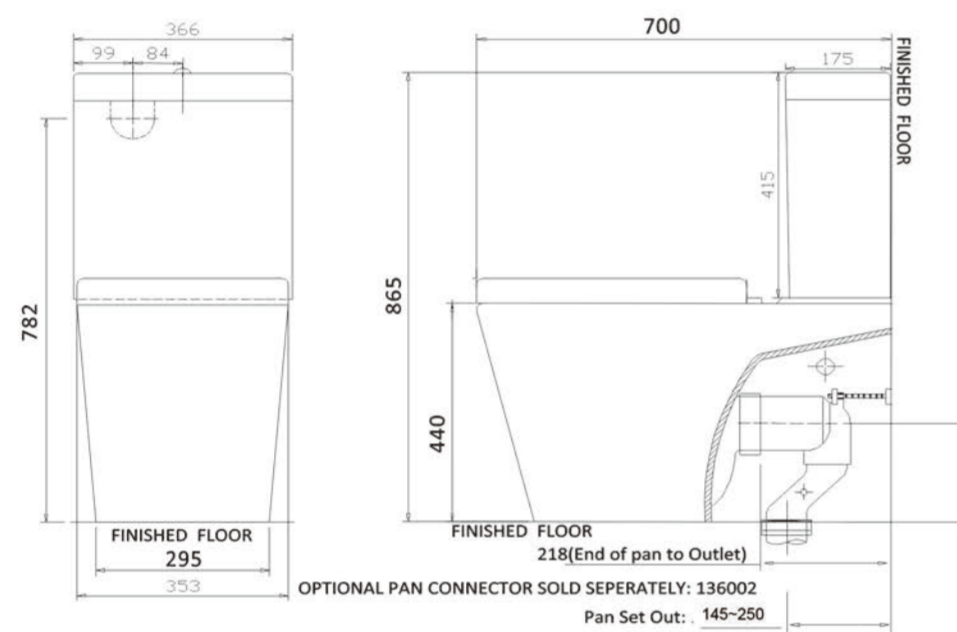 366
99
84
782
FINISHED FLOOR
295
353
700
175
FINISHED FLOOR
415
865
440
FINISHED FLOOR
218(End of pan to Outlet)
OPTIONAL PAN CONNECTOR SOLD SEPERATELY: 136002
Pan Set Out: . 145~250